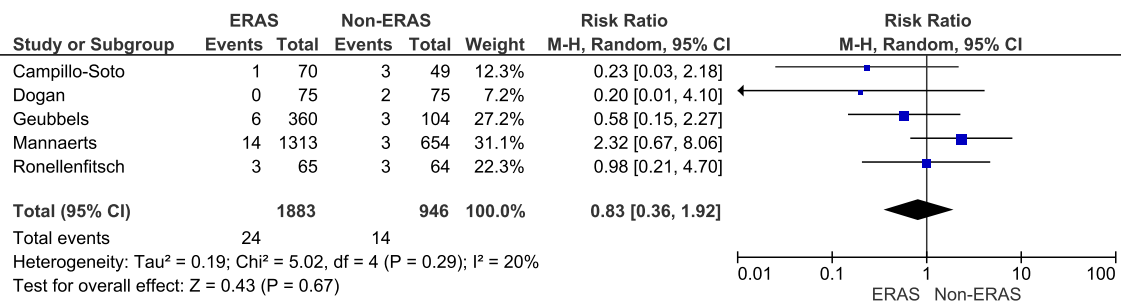 ERAS Non-ERAS Risk Ratio Risk Ratio
Study or Subgroup Events Total Events Total Weight M-H, Random, 95% CI M-H, Random, 95% CI
Campillo-Soto 1 70 3 49 12.3% 0.23 [0.03, 2.18]
Dogan 0 75 2 75 7.2% 0.20 [0.01, 4.10]
Geubbels 6 360 3 104 27.2% 0.58 [0.15, 2.27]
Mannaerts 14 1313 3 654 31.1% 2.32 [0.67, 8.06]
Ronellenfitsch 3 65 3 64 22.3% 0.98 [0.21, 4.70]
Total (95% CI) 1883 946 100.0% 0.83 [0.36, 1.92]
Total events 24 14
Heterogeneity: Tau² = 0.19; Chi² = 5.02, df = 4 (P = 0.29); I² = 20%
Test for overall effect: Z = 0.43 (P = 0.67)
0.01 0.1 1 10 100
ERAS Non-ERAS